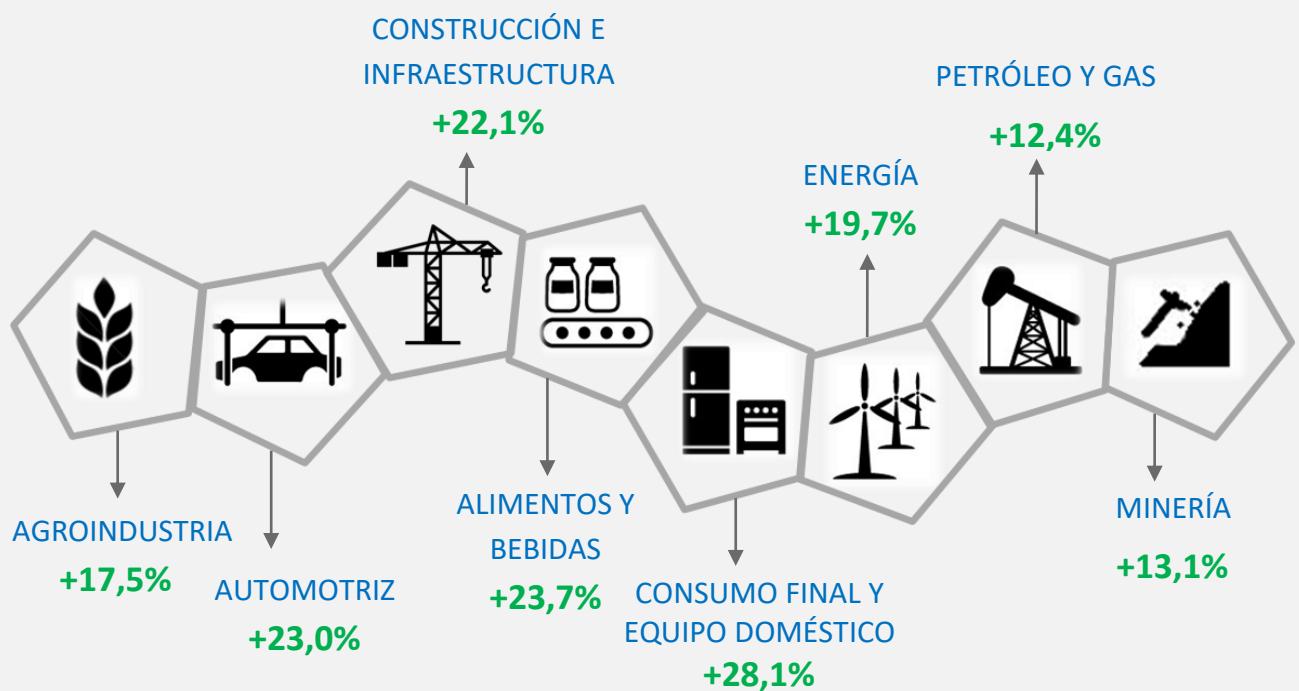 CONSTRUCCIÓN E
INFRAESTRUCTURA
+22,1%
PETRÓLEO Y GAS
+12,4%
ENERGÍA
+19,7%
AGROINDUSTRIA
+17,5%
AUTOMOTRIZ
+23,0%
ALIMENTOS Y
BEBIDAS
+23,7%
CONSUMO FINAL Y
EQUIPO DOMÉSTICO
+28,1%
MINERÍA
+13,1%